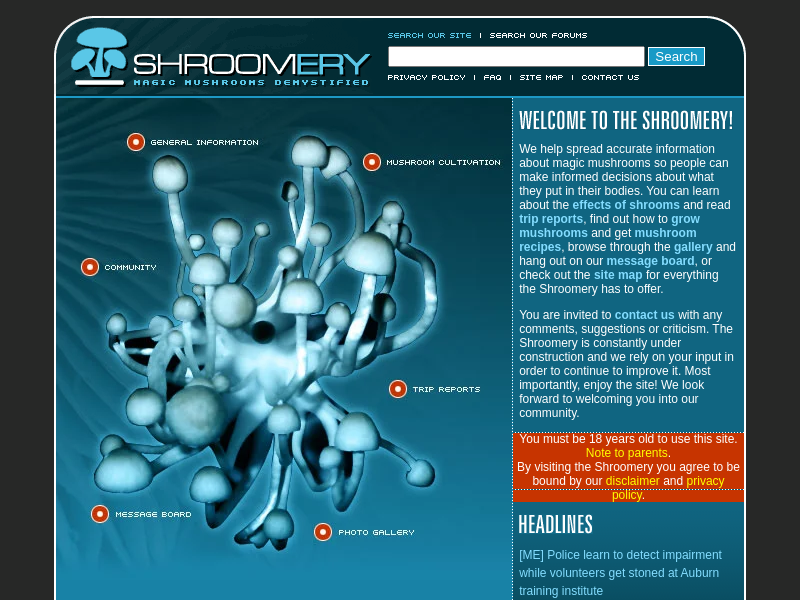 SEARCH OUR SITE | SEARCH OUR FORUMS
SHROOMERY
MAGIC MUSHROOMS DEMYSTIFIED
Search
PRIVACY POLICY | FAQ | SITE MAP | CONTACT US
GENERAL INFORMATION
MUSHROOM CULTIVATION
COMMUNITY
TRIP REPORTS
MESSAGE BOARD
PHOTO GALLERY
WELCOME TO THE SHROOMERY!
We help spread accurate information
about magic mushrooms so people can
make informed decisions about what
they put in their bodies. You can learn
about the effects of shrooms and read
trip reports, find out how to grow
mushrooms and get mushroom
recipes, browse through the gallery and
hang out on our message board, or
check out the site map for everything
the Shroomery has to offer.
You are invited to contact us with any
comments, suggestions or criticism. The
Shroomery is constantly under
construction and we rely on your input in
order to continue to improve it. Most
importantly, enjoy the site! We look
forward to welcoming you into our
community.
You must be 18 years old to use this site.
Note to parents.
By visiting the Shroomery you agree to be
bound by our disclaimer and privacy
policy.
HEADLINES
[ME] Police learn to detect impairment
while volunteers get stoned at Auburn
training institute